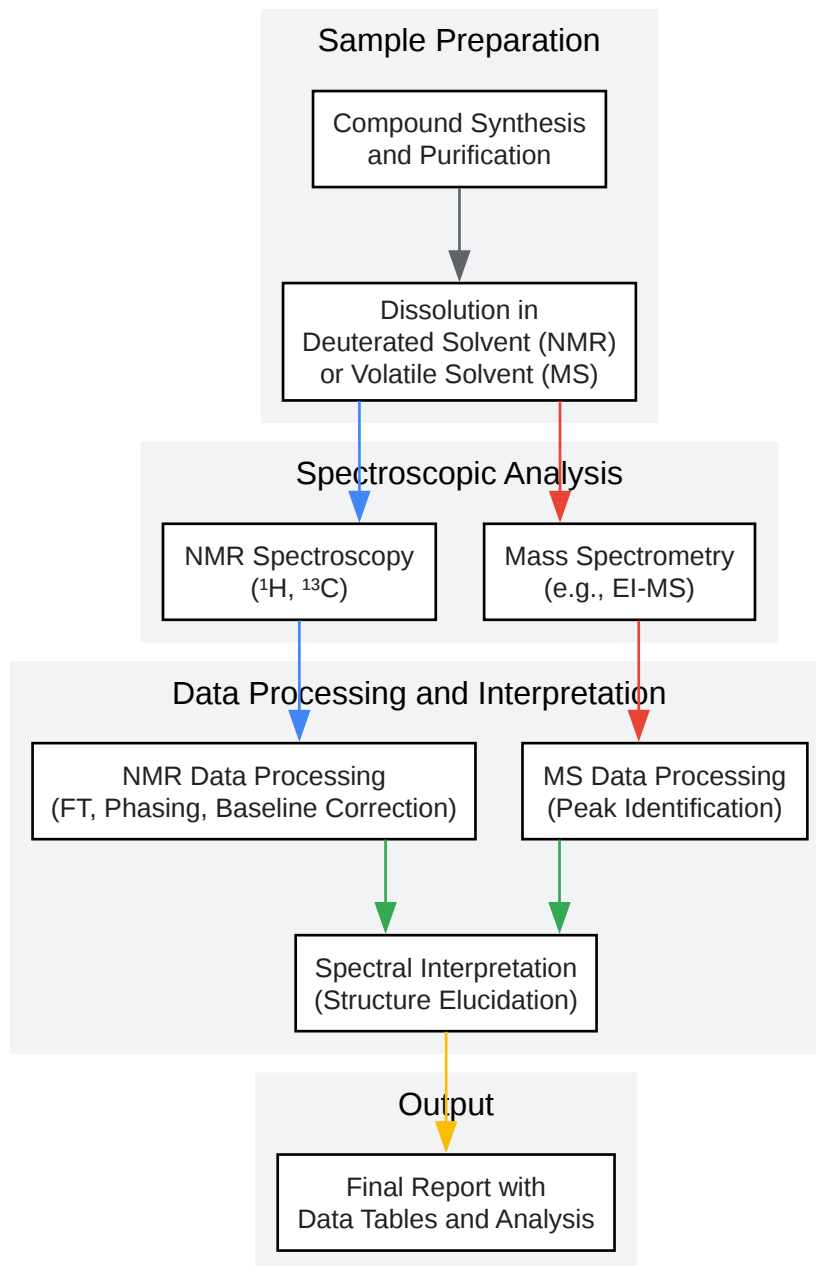 Sample Preparation
Compound Synthesis
and Purification
Dissolution in
Deuterated Solvent (NMR)
or Volatile Solvent (MS)
Spectroscopic Analysis
NMR Spectroscopy
(¹H, ¹³C)
Mass Spectrometry
(e.g., EI-MS)
Data Processing and Interpretation
NMR Data Processing
(FT, Phasing, Baseline Correction)
MS Data Processing
(Peak Identification)
Spectral Interpretation
(Structure Elucidation)
Output
Final Report with
Data Tables and Analysis